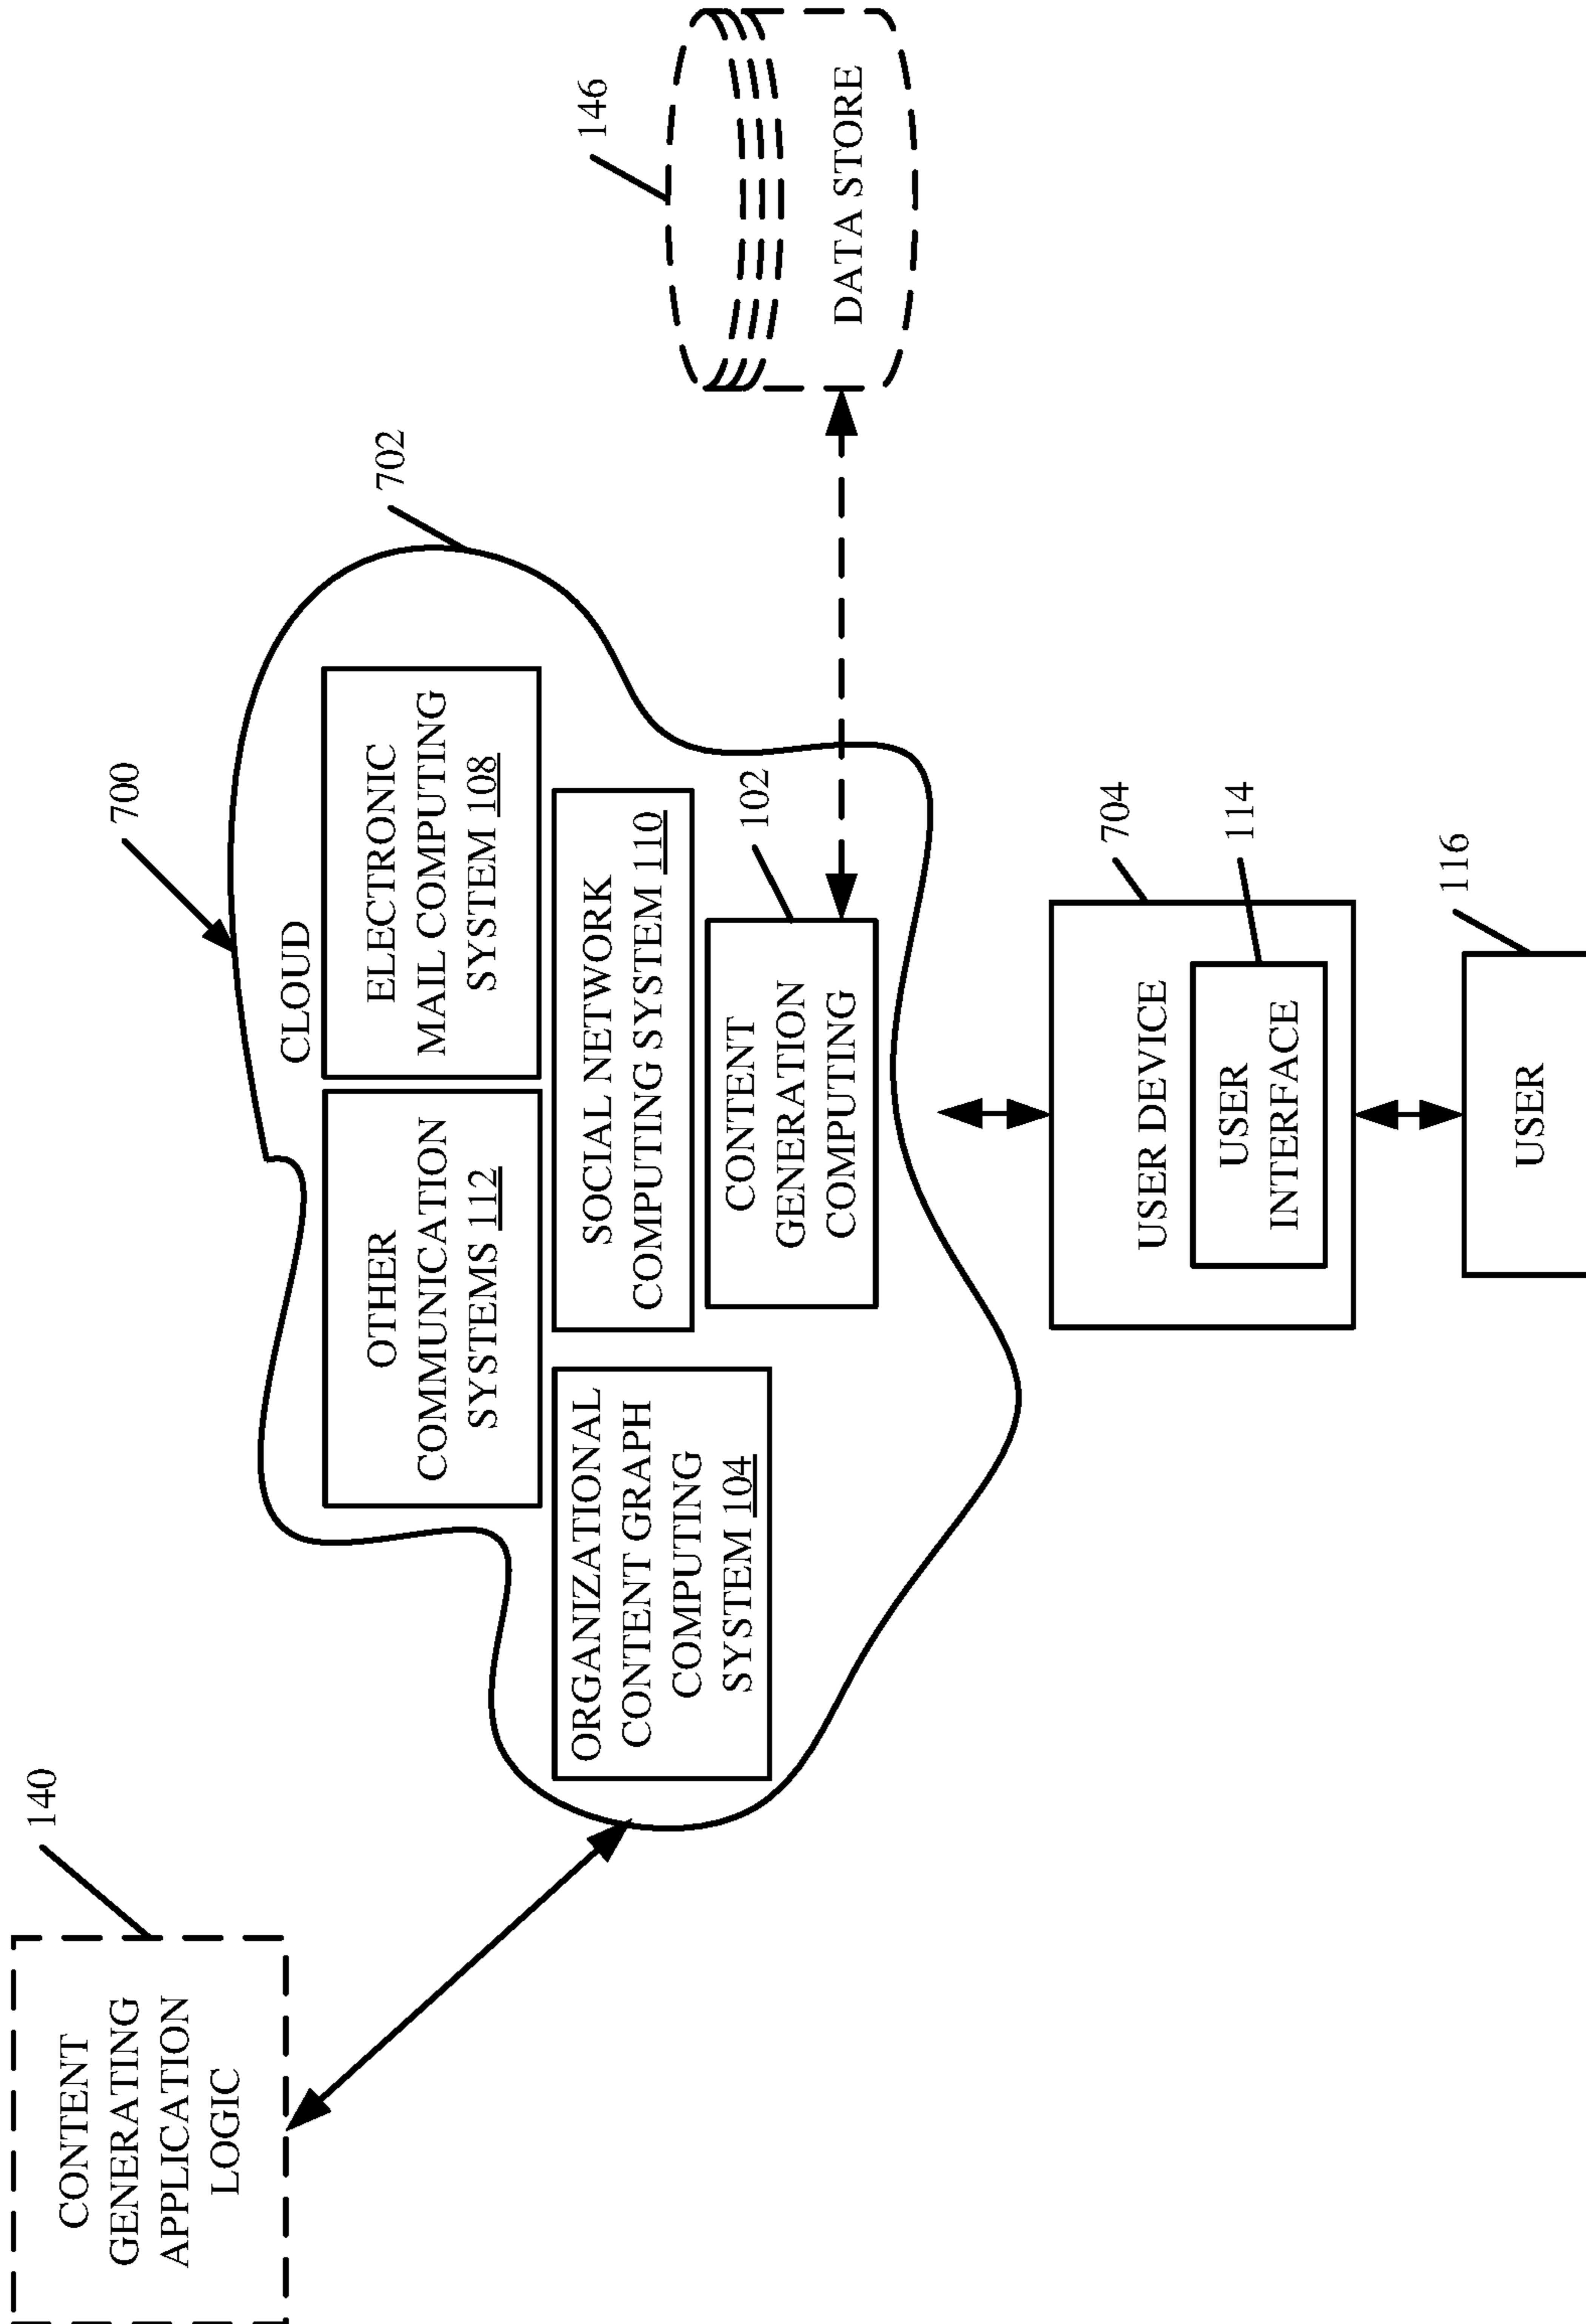 140
CONTENT
GENERATING
APPLICATION
LOGIC
700
702
CLOUD
OTHER
COMMUNICATION
SYSTEMS 112
ELECTRONIC
MAIL COMPUTING
SYSTEM 108
ORGANIZATIONAL
CONTENT GRAPH
COMPUTING
SYSTEM 104
SOCIAL NETWORK
COMPUTING SYSTEM 110
102
CONTENT
GENERATION
COMPUTING
146
DATA STORE
704
USER DEVICE
114
USER
INTERFACE
116
USER